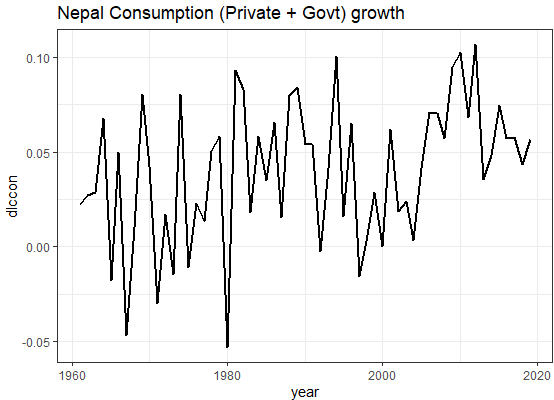 Nepal Consumption (Private + Govt) growth
0.10
0.05
0.00
-0.05
dlccon
1960
1980
2000
2020
year